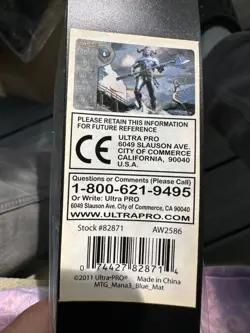 PLEASE RETAIN THIS INFORMATION
FOR FUTURE REFERENCE
CE
ULTRA PRO
6049 SLAUSON AVE.
CITY OF COMMERCE
CALIFORNIA, 90040
U.S.A.
Questions or Comments (Please Call)
1-800-621-9495
Or Write: Ultra PRO
6049 Slauson Ave. City of Commerce, CA 90040
WWW.ULTRAPRO.COM
Stock #82871 AW2586
0 74427 82871 4
©2011 Ultra•PRO® Made in China
MTG_Mana3_Blue_Mat